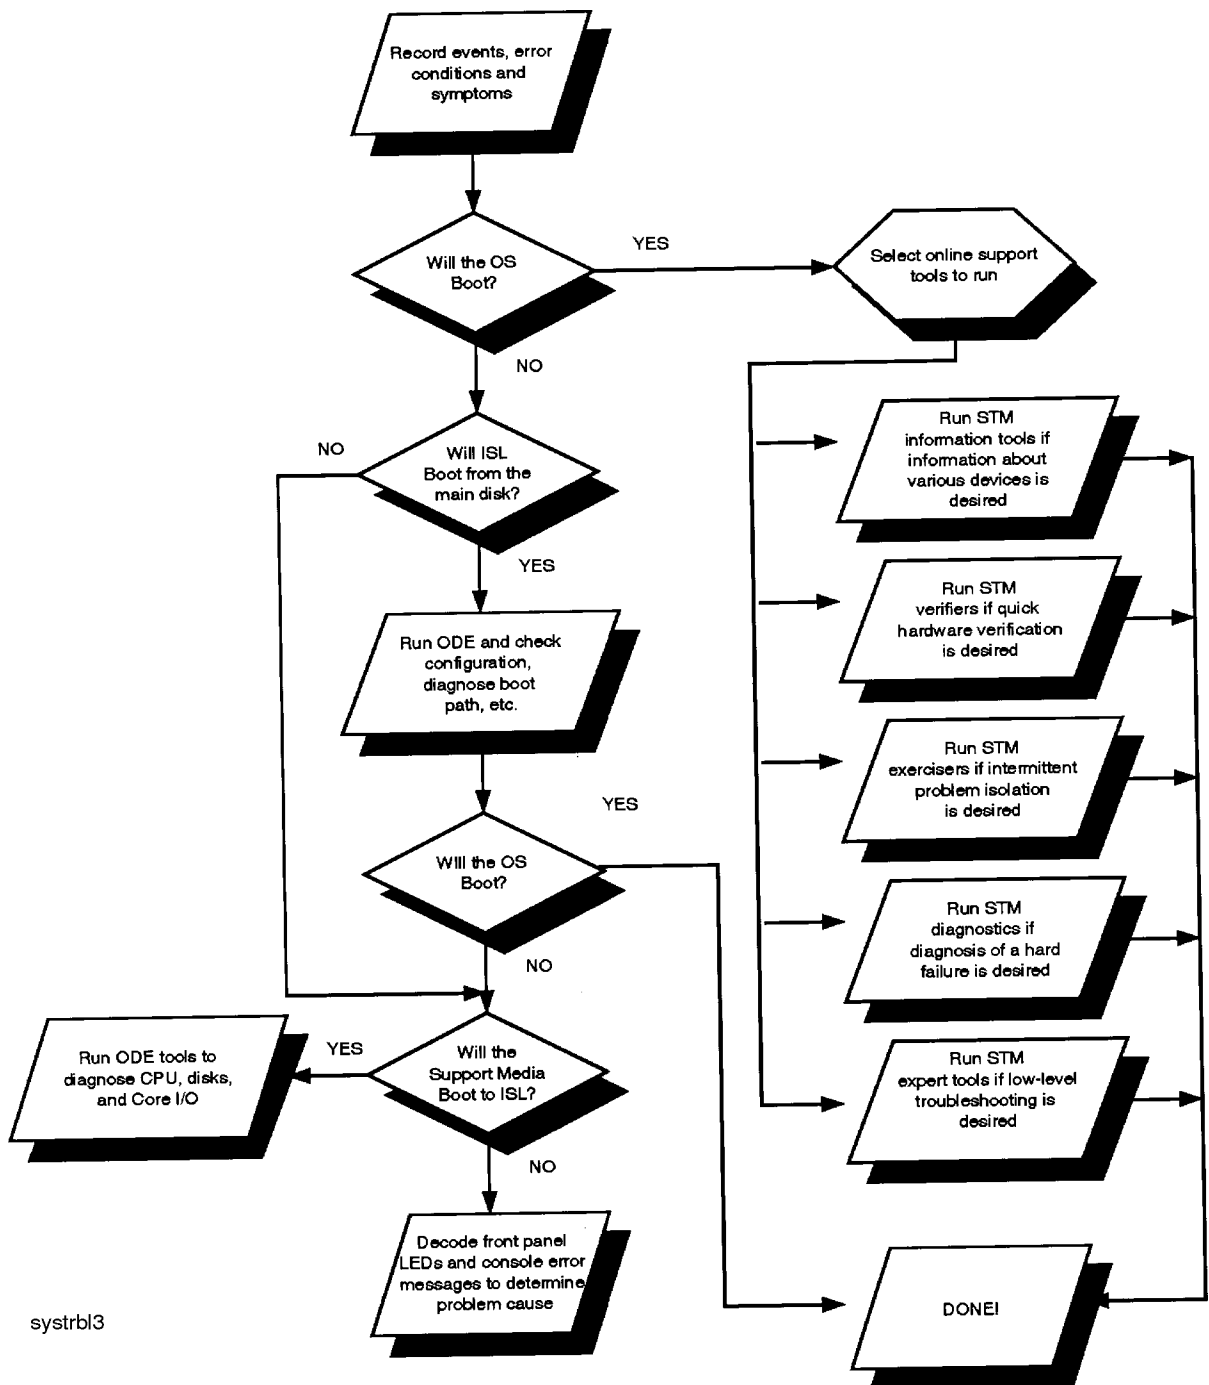 Record events, error
conditions and
symptoms
Will the OS
Boot?
YES
Select online support
tools to run
NO
Will ISL
Boot from the
main disk?
NO
YES
Run ODE and check
configuration,
diagnose boot
path, etc.
Will the OS
Boot?
YES
NO
Will the
Support Media
Boot to ISL?
YES
Run ODE tools to
diagnose CPU, disks,
and Core I/O
NO
Decode front panel
LEDs and console error
messages to determine
problem cause
Run STM
information tools if
information about
various devices is
desired
Run STM
verifiers if quick
hardware verification
is desired
Run STM
exercisers if intermittent
problem isolation
is desired
Run STM
diagnostics if
diagnosis of a hard
failure is desired
Run STM
expert tools if low-level
troubleshooting is
desired
DONE!
systrbl3